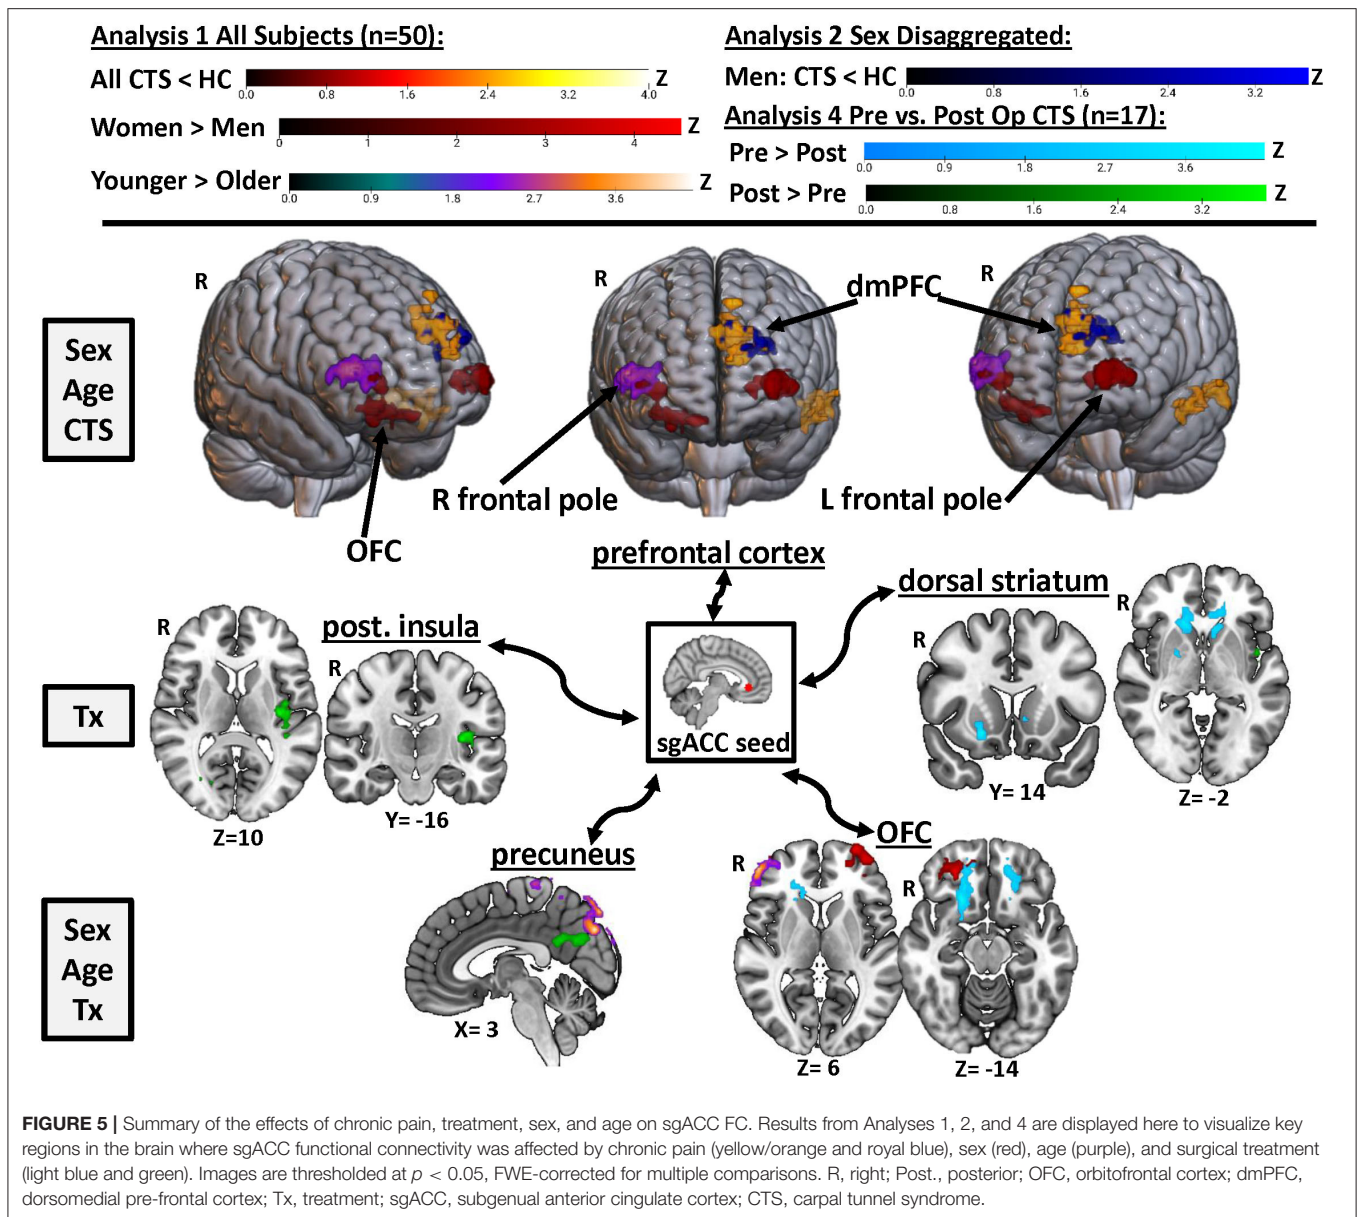 Analysis 1 All Subjects (n=50):
All CTS < HC
Z
0.0 0.8 1.6 2.4 3.2 4.0
Women > Men
Z
0 1 2 3 4
Younger > Older
Z
0.0 0.9 1.8 2.7 3.6
Analysis 2 Sex Disaggregated:
Men: CTS < HC
Z
0.0 0.8 1.6 2.4 3.2
Analysis 4 Pre vs. Post Op CTS (n=17):
Pre > Post
Z
0.0 0.9 1.8 2.7 3.6
Post > Pre
Z
0.0 0.8 1.6 2.4 3.2
Sex
Age
CTS
R
R
R
dmPFC
R frontal pole
L frontal pole
OFC
prefrontal cortex
dorsal striatum
post. insula
Tx
R
R
Z=10
Y= -16
sgACC seed
R
R
Y= 14
Z= -2
precuneus
OFC
Sex
Age
Tx
X= 3
R
R
Z= 6
Z= -14
FIGURE 5 | Summary of the effects of chronic pain, treatment, sex, and age on sgACC FC. Results from Analyses 1, 2, and 4 are displayed here to visualize key
regions in the brain where sgACC functional connectivity was affected by chronic pain (yellow/orange and royal blue), sex (red), age (purple), and surgical treatment
(light blue and green). Images are thresholded at p < 0.05, FWE-corrected for multiple comparisons. R, right; Post., posterior; OFC, orbitofrontal cortex; dmPFC,
dorsomedial pre-frontal cortex; Tx, treatment; sgACC, subgenual anterior cingulate cortex; CTS, carpal tunnel syndrome.